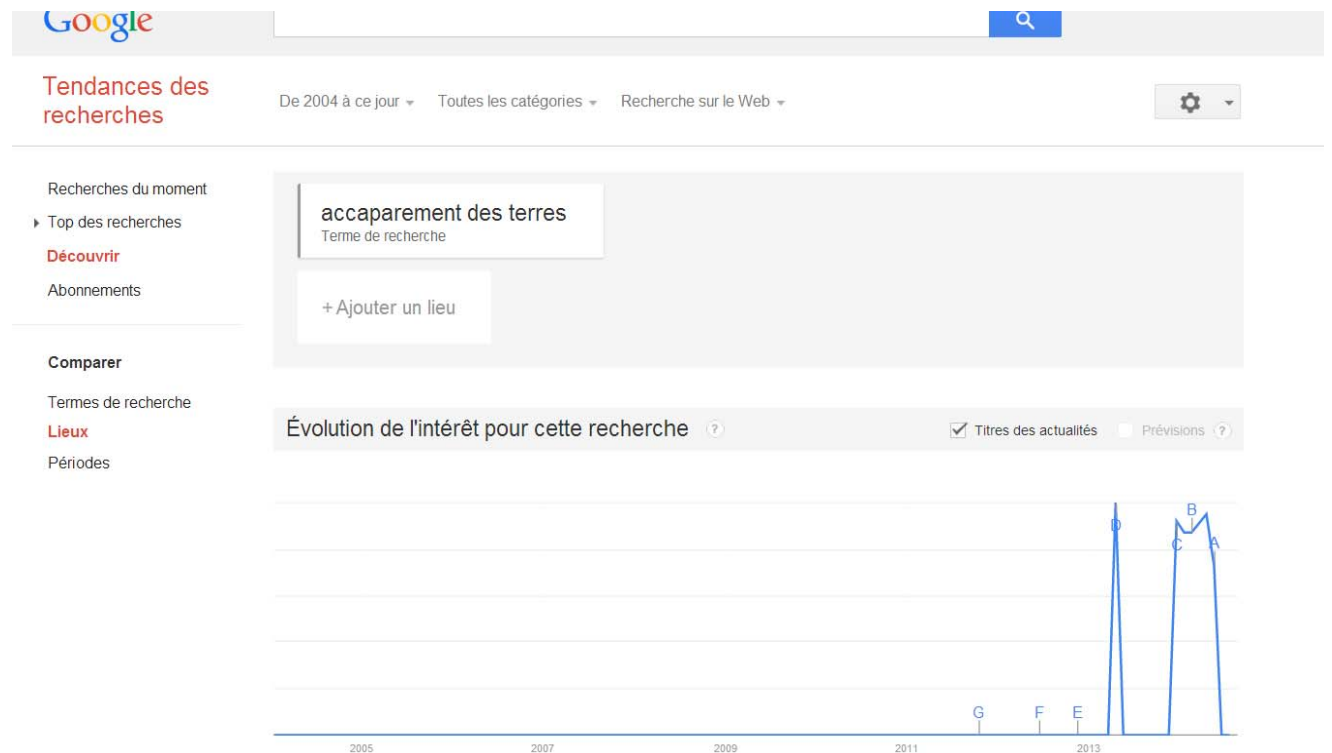 Google
Tendances des
recherches
De 2004 à ce jour
Toutes les catégories
Recherche sur le Web
Recherches du moment
Top des recherches
Découvrir
Abonnements
Comparer
Termes de recherche
Lieux
Périodes
accaparement des terres
Terme de recherche
+ Ajouter un lieu
Évolution de l'intérêt pour cette recherche ?
Titres des actualités
Prévisions ?
B
D
C A
G F E
2005 2007 2009 2011 2013